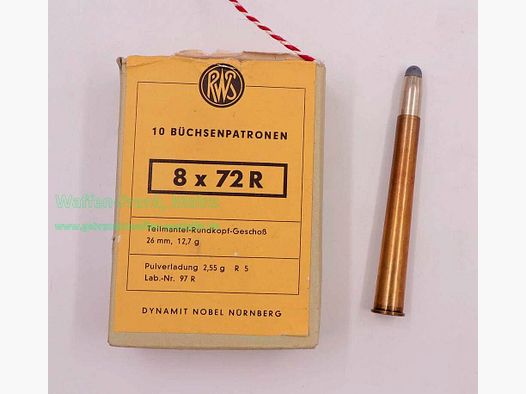 RWS
10 BÜCHSENPATRONEN
8 x 72 R
Teilmantel-Rundkopf-Geschoß
26 mm, 12,7 g
Pulverladung 2,55 g R 5
Lab.-Nr. 97 R
DYNAMIT NOBEL NÜRNBERG